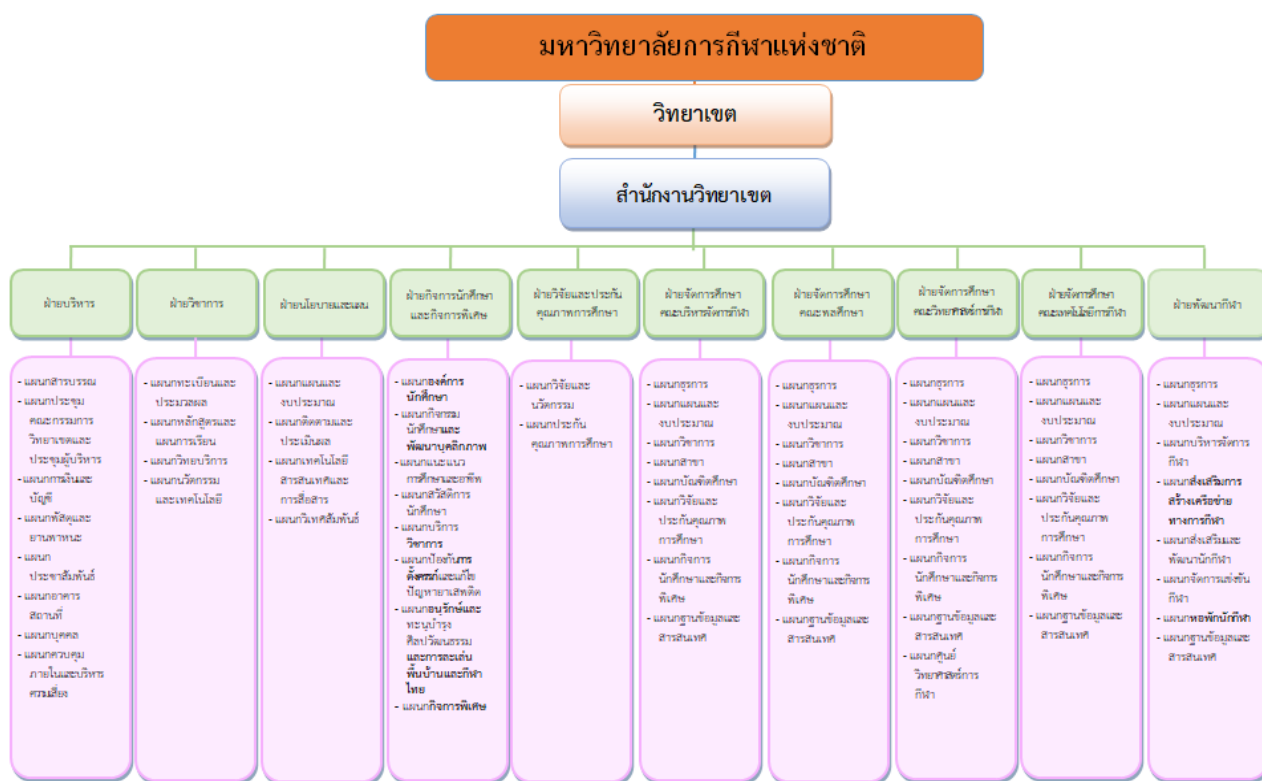 มหาวิทยาลัยการกีฬาแห่งชาติ
วิทยาเขต
สำนักงานวิทยาเขต
ฝ่ายบริหาร
ฝ่ายวิชาการ
ฝ่ายนโยบายและแผน
ฝ่ายกิจการนักศึกษา
และกิจการพิเศษ
ฝ่ายวิจัยและประกัน
คุณภาพการศึกษา
ฝ่ายจัดการศึกษา
คณะบริหารจัดการกีฬา
ฝ่ายจัดการศึกษา
คณะพลศึกษา
ฝ่ายจัดการศึกษา
คณะวิทยาศาสตร์การกีฬา
ฝ่ายจัดการศึกษา
คณะเทคโนโลยีการกีฬา
ฝ่ายพัฒนากีฬา
- แผนกสารบรรณ
- แผนกประชุม
คณะกรรมการ
วิทยาเขตและ
ประชุมผู้บริหาร
- แผนกการเงินและ
บัญชี
- แผนกพัสดุและ
ยานพาหนะ
- แผนก
ประชาสัมพันธ์
- แผนกอาคาร
สถานที่
- แผนกบุคคล
- แผนกควบคุม
ภายในและบริหาร
ความเสี่ยง
- แผนกทะเบียนและ
ประมวลผล
- แผนกหลักสูตรและ
แผนการเรียน
- แผนกวิทยบริการ
- แผนกนวัตกรรม
และเทคโนโลยี
- แผนกแผนและ
งบประมาณ
- แผนกติดตามและ
ประเมินผล
- แผนกเทคโนโลยี
สารสนเทศและ
การสื่อสาร
- แผนกวิเทศสัมพันธ์
- แผนกองค์การ
นักศึกษา
- แผนกกิจกรรม
นักศึกษาและ
พัฒนาบุคลิกภาพ
- แผนกแนะแนว
การศึกษาและอาชีพ
- แผนกสวัสดิการ
นักศึกษา
- แผนกบริการ
วิชาการ
- แผนกป้องกันการ
ตั้งครรภ์และแก้ไข
ปัญหายาเสพติด
- แผนกอนุรักษ์และ
ทะนุบำรุง
ศิลปวัฒนธรรม
และการละเล่น
พื้นบ้านและกีฬา
ไทย
- แผนกกิจการพิเศษ
- แผนกวิจัยและ
นวัตกรรม
- แผนกประกัน
คุณภาพการศึกษา
- แผนกธุรการ
- แผนกแผนและ
งบประมาณ
- แผนกวิชาการ
- แผนกสาขา
- แผนกบัณฑิตศึกษา
- แผนกวิจัยและ
ประกันคุณภาพ
การศึกษา
- แผนกกิจการ
นักศึกษาและกิจการ
พิเศษ
- แผนกฐานข้อมูลและ
สารสนเทศ
- แผนกธุรการ
- แผนกแผนและ
งบประมาณ
- แผนกวิชาการ
- แผนกสาขา
- แผนกบัณฑิตศึกษา
- แผนกวิจัยและ
ประกันคุณภาพ
การศึกษา
- แผนกกิจการ
นักศึกษาและกิจการ
พิเศษ
- แผนกฐานข้อมูลและ
สารสนเทศ
- แผนกธุรการ
- แผนกแผนและ
งบประมาณ
- แผนกวิชาการ
- แผนกสาขา
- แผนกบัณฑิตศึกษา
- แผนกวิจัยและ
ประกันคุณภาพ
การศึกษา
- แผนกกิจการ
นักศึกษาและกิจการ
พิเศษ
- แผนกฐานข้อมูลและ
สารสนเทศ
- แผนกศูนย์
วิทยาศาสตร์การ
กีฬา
- แผนกธุรการ
- แผนกแผนและ
งบประมาณ
- แผนกวิชาการ
- แผนกสาขา
- แผนกบัณฑิตศึกษา
- แผนกวิจัยและ
ประกันคุณภาพ
การศึกษา
- แผนกกิจการ
นักศึกษาและกิจการ
พิเศษ
- แผนกฐานข้อมูลและ
สารสนเทศ
- แผนกธุรการ
- แผนกแผนและ
งบประมาณ
- แผนกบริหารจัดการ
กีฬา
- แผนกส่งเสริมการ
สร้างเครือข่าย
ทางการกีฬา
- แผนกส่งเสริมและ
พัฒนานักกีฬา
- แผนกจัดการแข่งขัน
กีฬา
- แผนกหอพักนักกีฬา
- แผนกฐานข้อมูลและ
สารสนเทศ